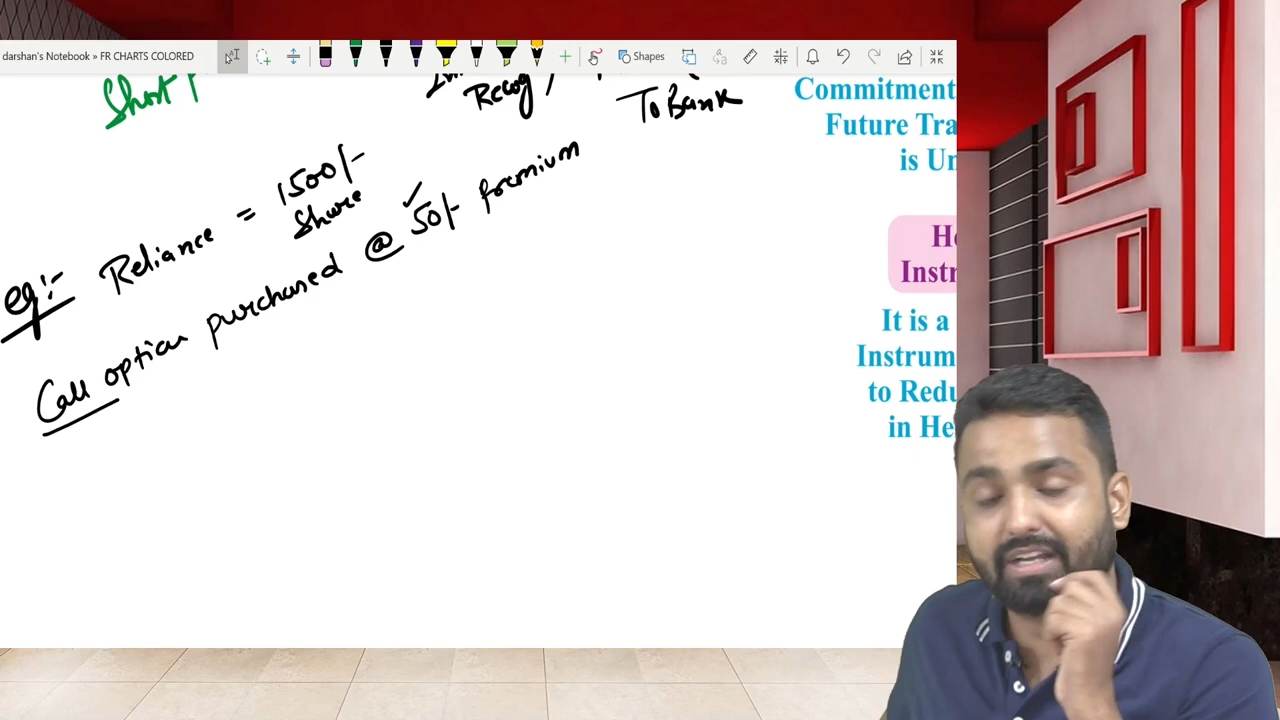 darshan's Notebook » FR CHARTS COLORED
Shapes
Short
Recog
To Bank
Commitment
Future Tra
is Un
eg:- Reliance = 1500/-
Share
Call option purchased @ 50/- premium
He
Instr
It is a
Instrum
to Redu
in He